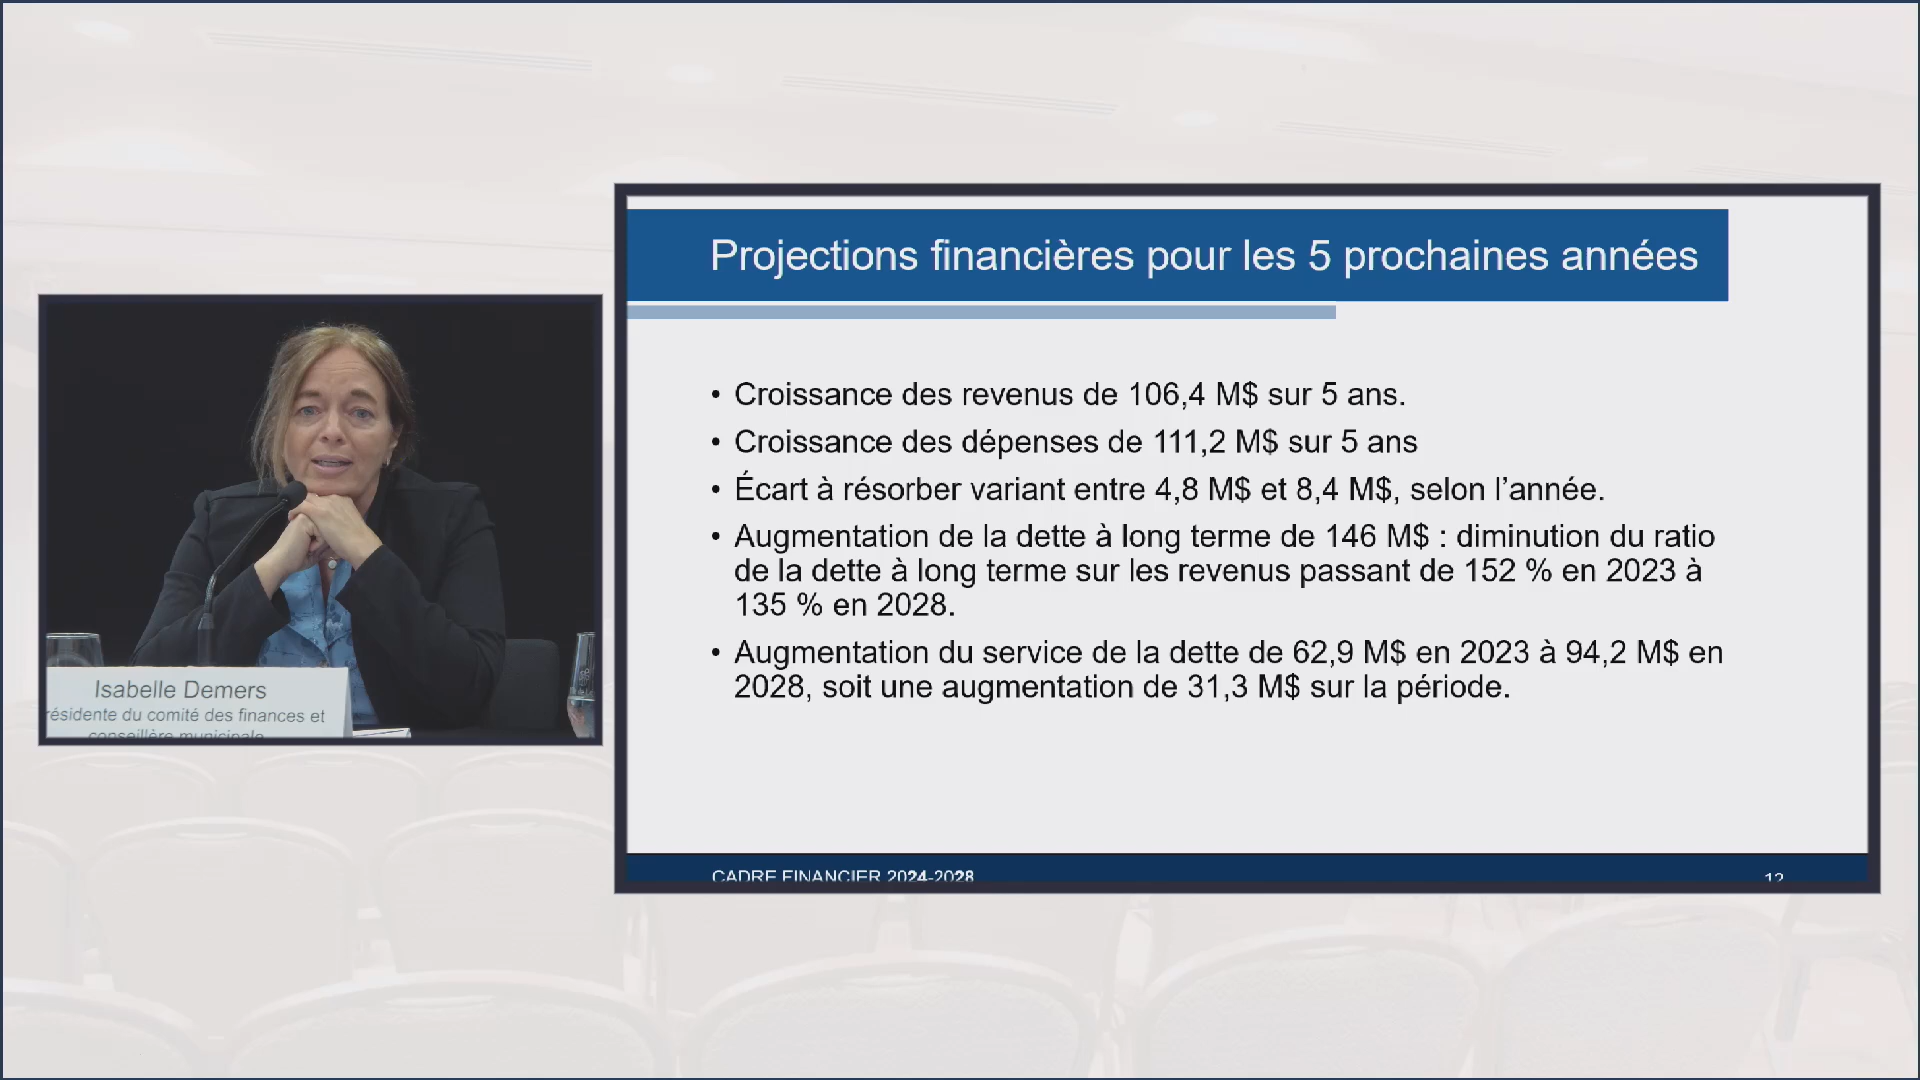 Projections financières pour les 5 prochaines années
• Croissance des revenus de 106,4 M$ sur 5 ans.
• Croissance des dépenses de 111,2 M$ sur 5 ans
• Écart à résorber variant entre 4,8 M$ et 8,4 M$, selon l’année.
• Augmentation de la dette à long terme de 146 M$ : diminution du ratio
de la dette à long terme sur les revenus passant de 152 % en 2023 à
135 % en 2028.
• Augmentation du service de la dette de 62,9 M$ en 2023 à 94,2 M$ en
2028, soit une augmentation de 31,3 M$ sur la période.
CADRE FINANCIER 2024-2028
12
Isabelle Demers
résidente du comité des finances et
conseillère municipale